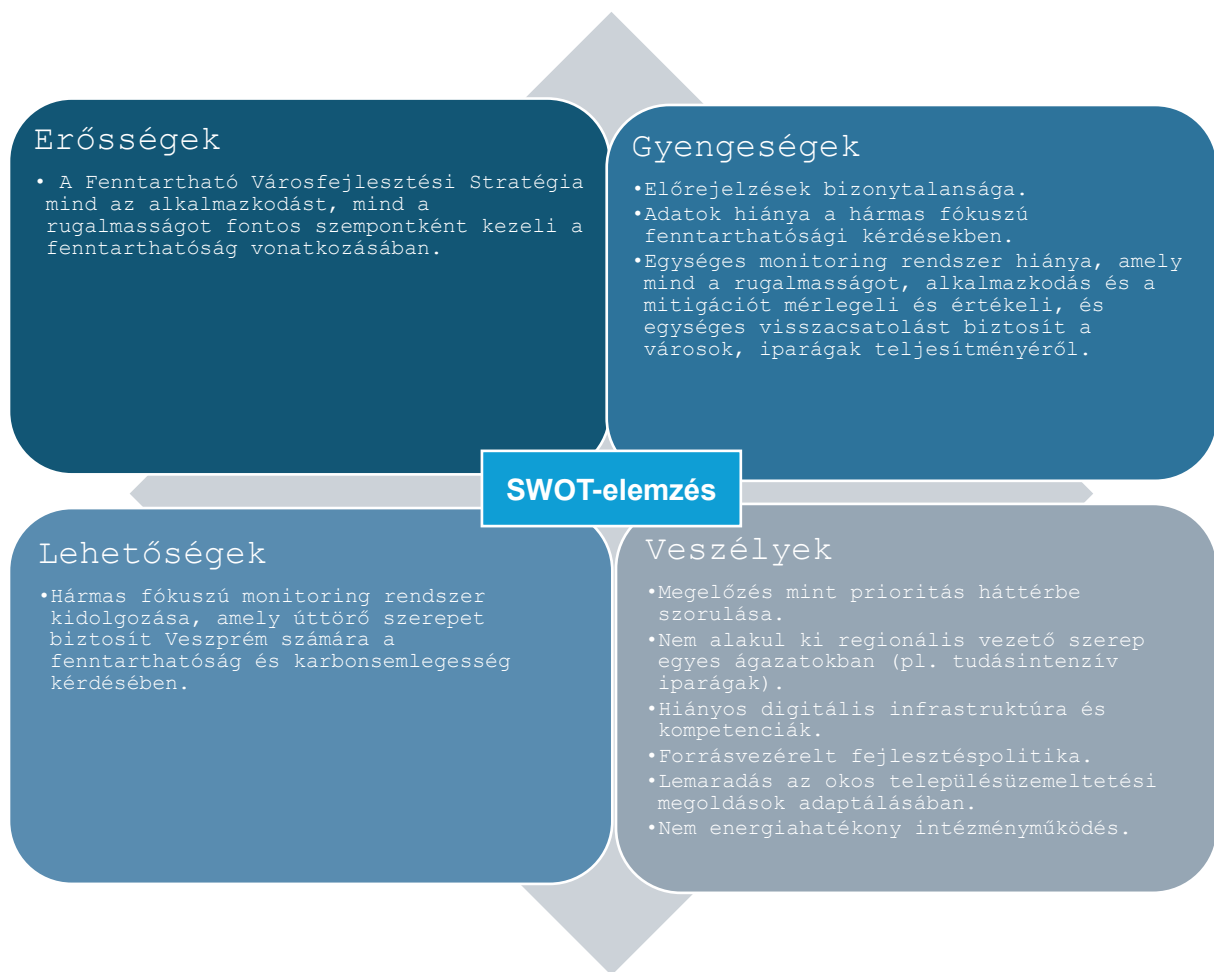 Erősségek
• A Fenntartható Városfejlesztési Stratégia
mind az alkalmazkodást, mind a
rugalmasságot fontos szempontként kezeli a
fenntarthatóság vonatkozásában.
Gyengeségek
•Előrejelzések bizonytalansága.
•Adatok hiánya a hármas fókuszú
fenntarthatósági kérdésekben.
•Egységes monitoring rendszer hiánya, amely
mind a rugalmasságot, alkalmazkodás és a
mitigációt mérlegeli és értékeli, és
egységes visszacsatolást biztosít a
városok, iparágak teljesítményéről.
SWOT-elemzés
Lehetőségek
•Hármas fókuszú monitoring rendszer
kidolgozása, amely úttörő szerepet
biztosít Veszprém számára a
fenntarthatóság és karbonsemlegesség
kérdésében.
Veszélyek
•Megelőzés mint prioritás háttérbe
szorulása.
•Nem alakul ki regionális vezető szerep
egyes ágazatokban (pl. tudásintenzív
iparágak).
•Hiányos digitális infrastruktúra és
kompetenciák.
•Forrásvezérelt fejlesztéspolitika.
•Lemaradás az okos településüzemeltetési
megoldások adaptálásában.
•Nem energiahatékony intézményműködés.